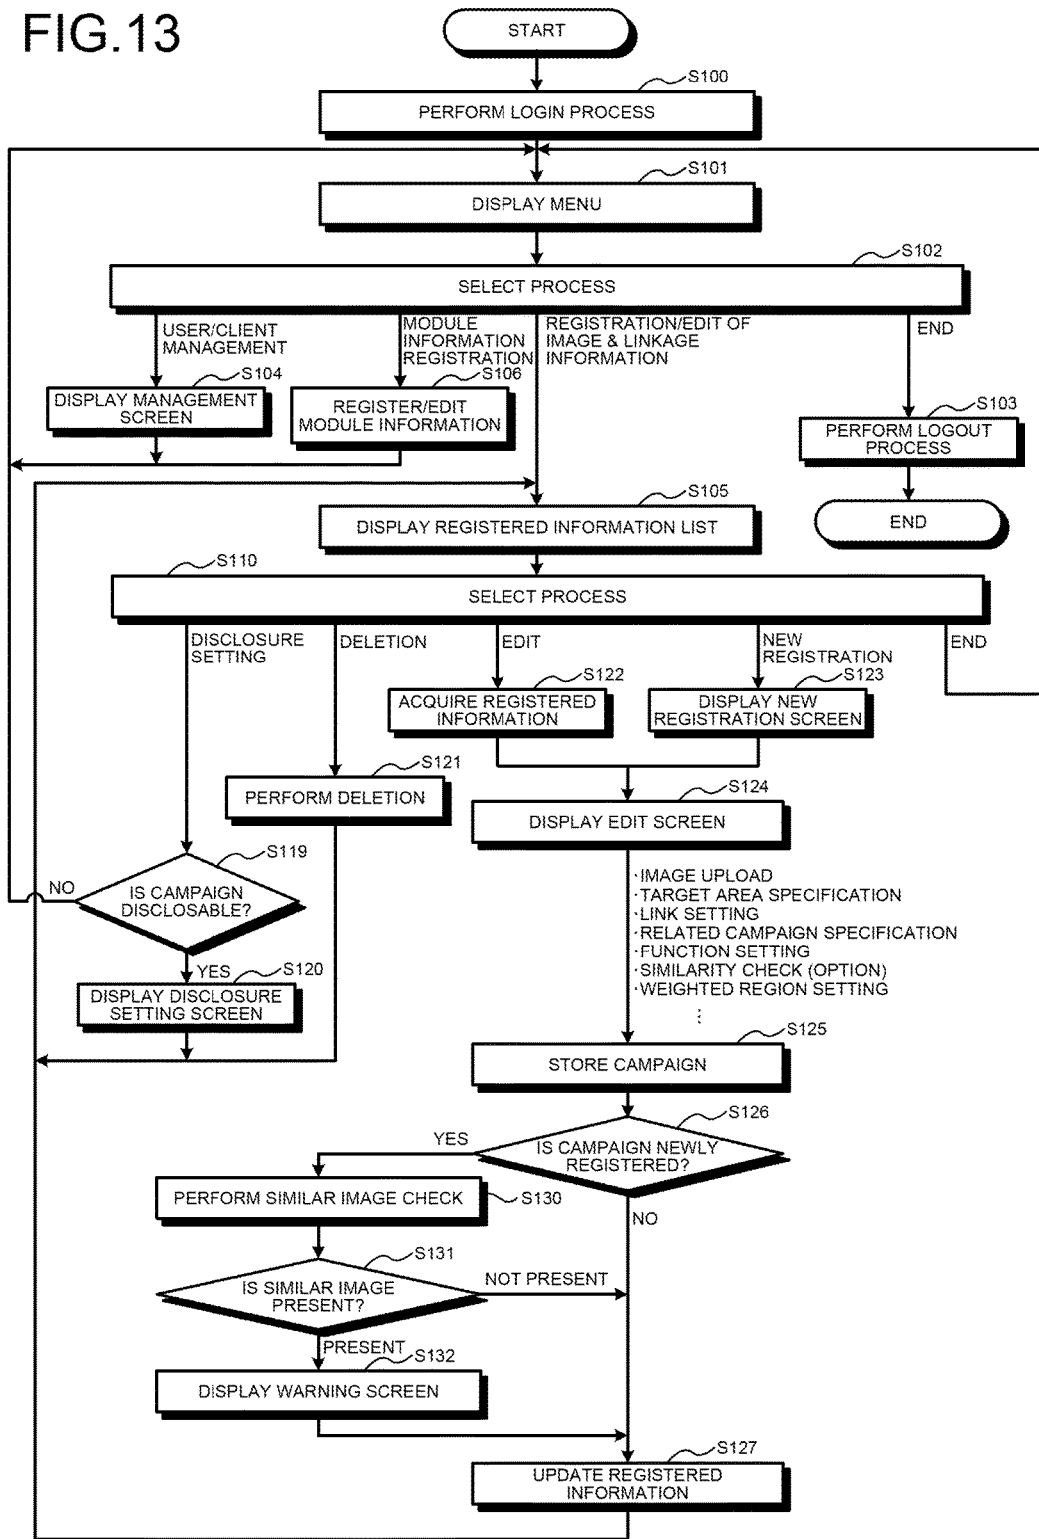 FIG.13
START
S100
PERFORM LOGIN PROCESS
S101
DISPLAY MENU
S102
SELECT PROCESS
USER/CLIENT
MANAGEMENT
MODULE
INFORMATION
REGISTRATION
REGISTRATION/EDIT OF
IMAGE & LINKAGE
INFORMATION
END
S104
DISPLAY MANAGEMENT
SCREEN
S106
REGISTER/EDIT
MODULE INFORMATION
S103
PERFORM LOGOUT
PROCESS
END
S105
DISPLAY REGISTERED INFORMATION LIST
S110
SELECT PROCESS
DISCLOSURE
SETTING
DELETION
EDIT
NEW
REGISTRATION
END
S122
ACQUIRE REGISTERED
INFORMATION
S123
DISPLAY NEW
REGISTRATION SCREEN
S121
PERFORM DELETION
S124
DISPLAY EDIT SCREEN
S119
NO
IS CAMPAIGN
DISCLOSABLE?
YES
S120
DISPLAY DISCLOSURE
SETTING SCREEN
·IMAGE UPLOAD
·TARGET AREA SPECIFICATION
·LINK SETTING
·RELATED CAMPAIGN SPECIFICATION
·FUNCTION SETTING
·SIMILARITY CHECK (OPTION)
·WEIGHTED REGION SETTING
⋮
S125
STORE CAMPAIGN
S126
YES
IS CAMPAIGN NEWLY
REGISTERED?
NO
PERFORM SIMILAR IMAGE CHECK
S130
S131
IS SIMILAR IMAGE
PRESENT?
NOT PRESENT
PRESENT
S132
DISPLAY WARNING SCREEN
S127
UPDATE REGISTERED
INFORMATION